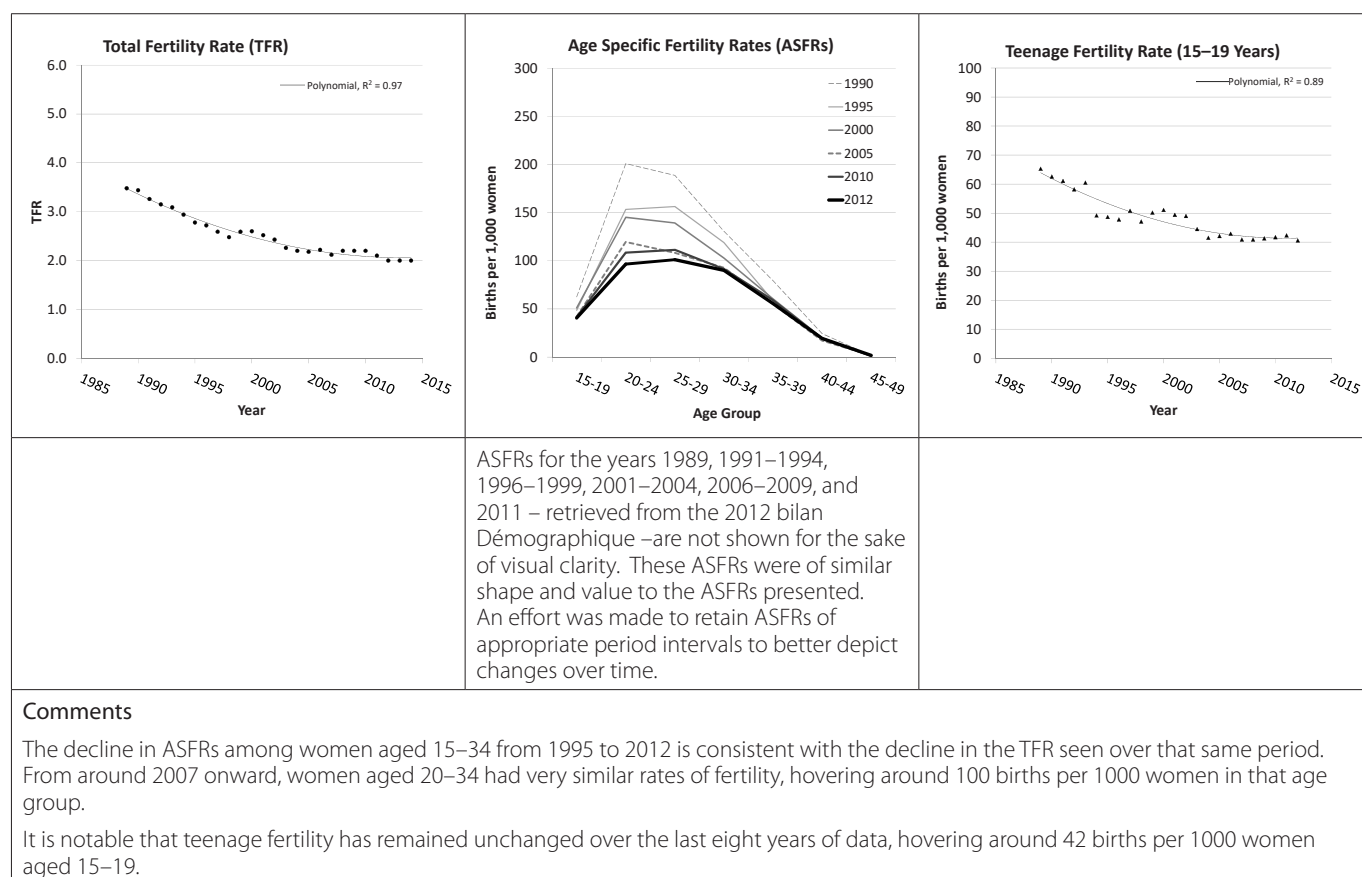 Total Fertility Rate (TFR)
6.0
5.0
4.0
3.0
2.0
1.0
0.0
TFR
Polynomial, R² = 0.97
1985
1990
1995
2000
2005
2010
2015
Year
Age Specific Fertility Rates (ASFRs)
300
250
200
150
100
50
0
Births per 1,000 women
1990
1995
2000
2005
2010
2012
15-19
20-24
25-29
30-34
35-39
40-44
45-49
Age Group
Teenage Fertility Rate (15–19 Years)
100
90
80
70
60
50
40
30
20
10
0
Births per 1,000 women
Polynomial, R² = 0.89
1985
1990
1995
2000
2005
2010
2015
Year
ASFRs for the years 1989, 1991–1994,
1996–1999, 2001–2004, 2006–2009, and
2011 – retrieved from the 2012 bilan
Démographique –are not shown for the sake
of visual clarity. These ASFRs were of similar
shape and value to the ASFRs presented.
An effort was made to retain ASFRs of
appropriate period intervals to better depict
changes over time.
Comments
The decline in ASFRs among women aged 15–34 from 1995 to 2012 is consistent with the decline in the TFR seen over that same period.
From around 2007 onward, women aged 20–34 had very similar rates of fertility, hovering around 100 births per 1000 women in that age
group.
It is notable that teenage fertility has remained unchanged over the last eight years of data, hovering around 42 births per 1000 women
aged 15–19.